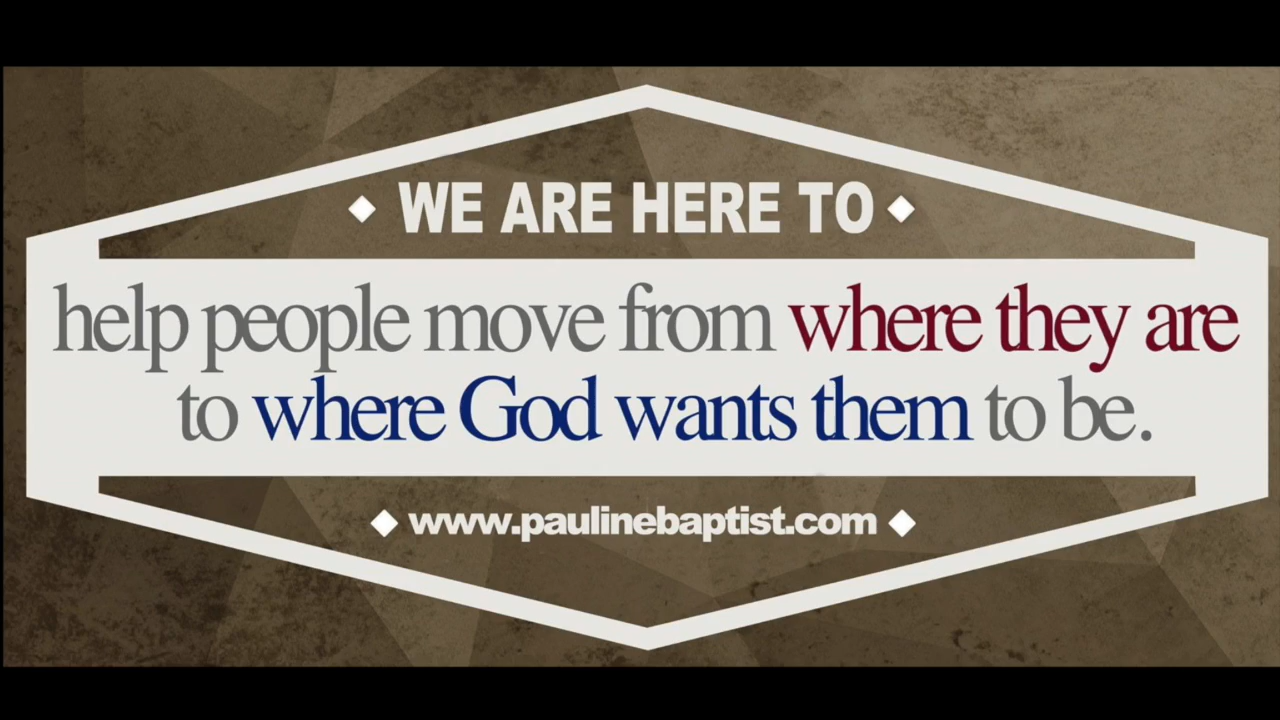 WE ARE HERE TO
help people move from where they are
to where God wants them to be.
www.paulinebaptist.com